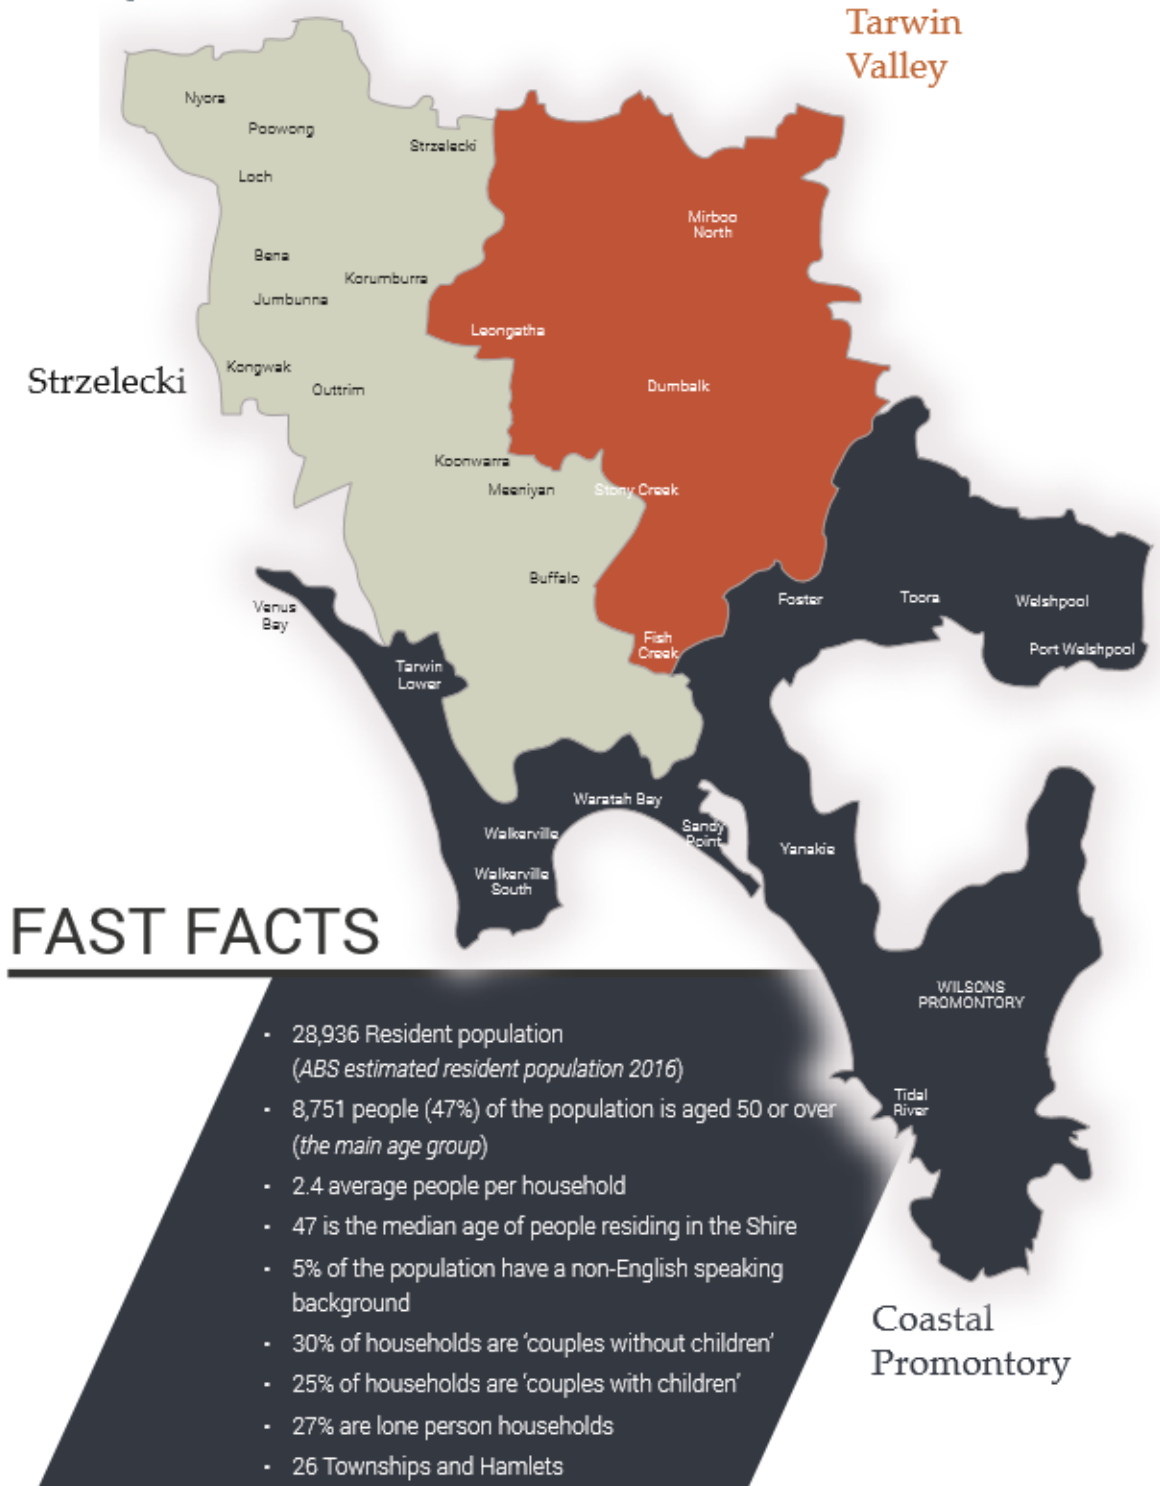 Tarwin
Valley
Nyora
Poowong
Strzelecki
Loch
Mirboo
North
Bena
Korumburra
Jumbunna
Leongatha
Strzelecki
Kongwak
Outtrim
Dumbalk
Koonwarra
Meeniyan
Stony Creek
Buffalo
Venus
Bay
Foster
Toora
Welshpool
Fish
Creek
Port Welshpool
Tarwin
Lower
Waratah Bay
Walkerville
Sandy
Point
Yanakie
Walkerville
South
FAST FACTS
WILSONS
PROMONTORY
Tidal
River
- 28,936 Resident population
(ABS estimated resident population 2016)
- 8,751 people (47%) of the population is aged 50 or over
(the main age group)
- 2.4 average people per household
- 47 is the median age of people residing in the Shire
- 5% of the population have a non-English speaking
background
- 30% of households are ‘couples without children’
- 25% of households are ‘couples with children’
- 27% are lone person households
- 26 Townships and Hamlets
Coastal
Promontory